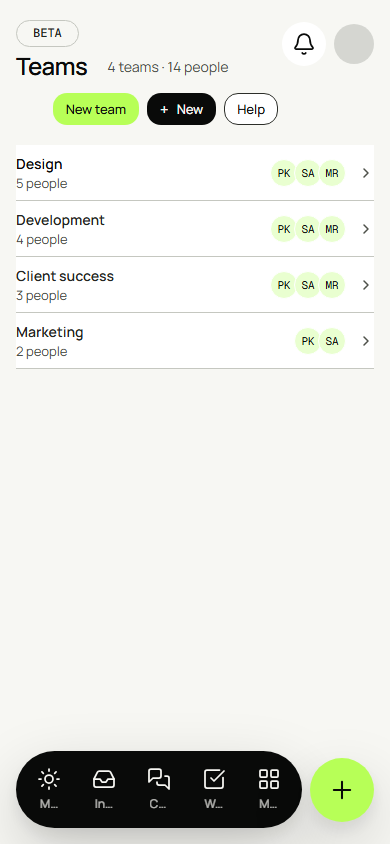 BETA
Teams 4 teams · 14 people
New team + New Help
Design PK SA MR
5 people
Development PK SA MR
4 people
Client success PK SA MR
3 people
Marketing PK SA
2 people
M... In... C... W... M...